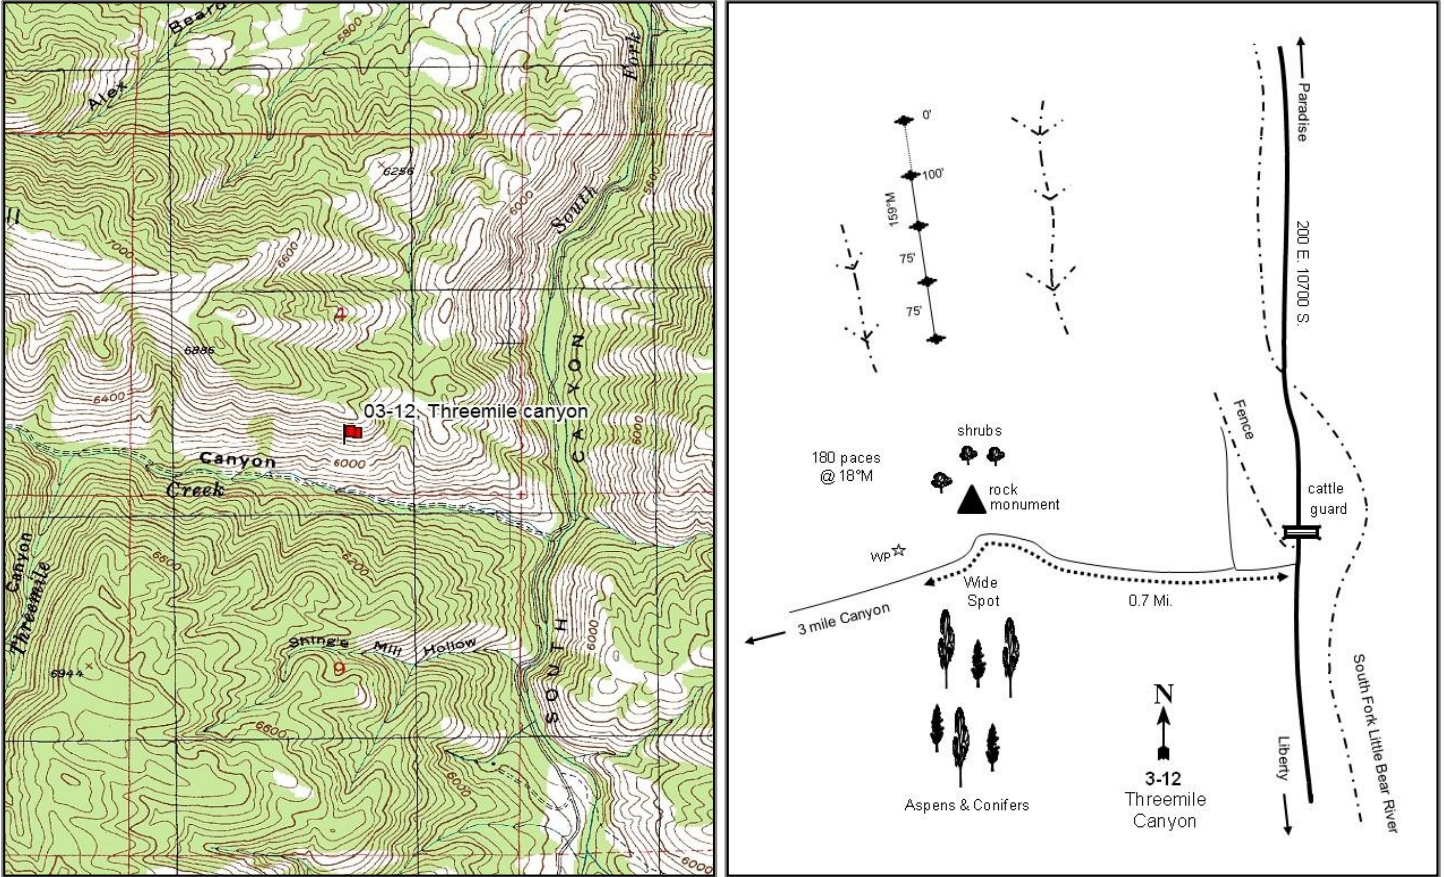 Beard
Alex
5800
Fork
6256
6000
South
5600
7000
6600
4
6886
CANYON
6400
03-12, Threemile canyon
6000
6000
Canyon
Creek
Canyon
Threemile
6600
6200
6000
Shing's Mill Hollow
9
6944
SOUTH
6600
6000
6000
Paradise
0'
100'
159°M
75'
75'
200 E. 10700 S.
Fence
shrubs
180 paces
@ 18°M
rock
monument
cattle
guard
WP
Wide
Spot
0.7 Mi.
3 mile Canyon
N
3-12
Threemile
Canyon
Aspens & Conifers
Liberty
South Fork Little Bear River